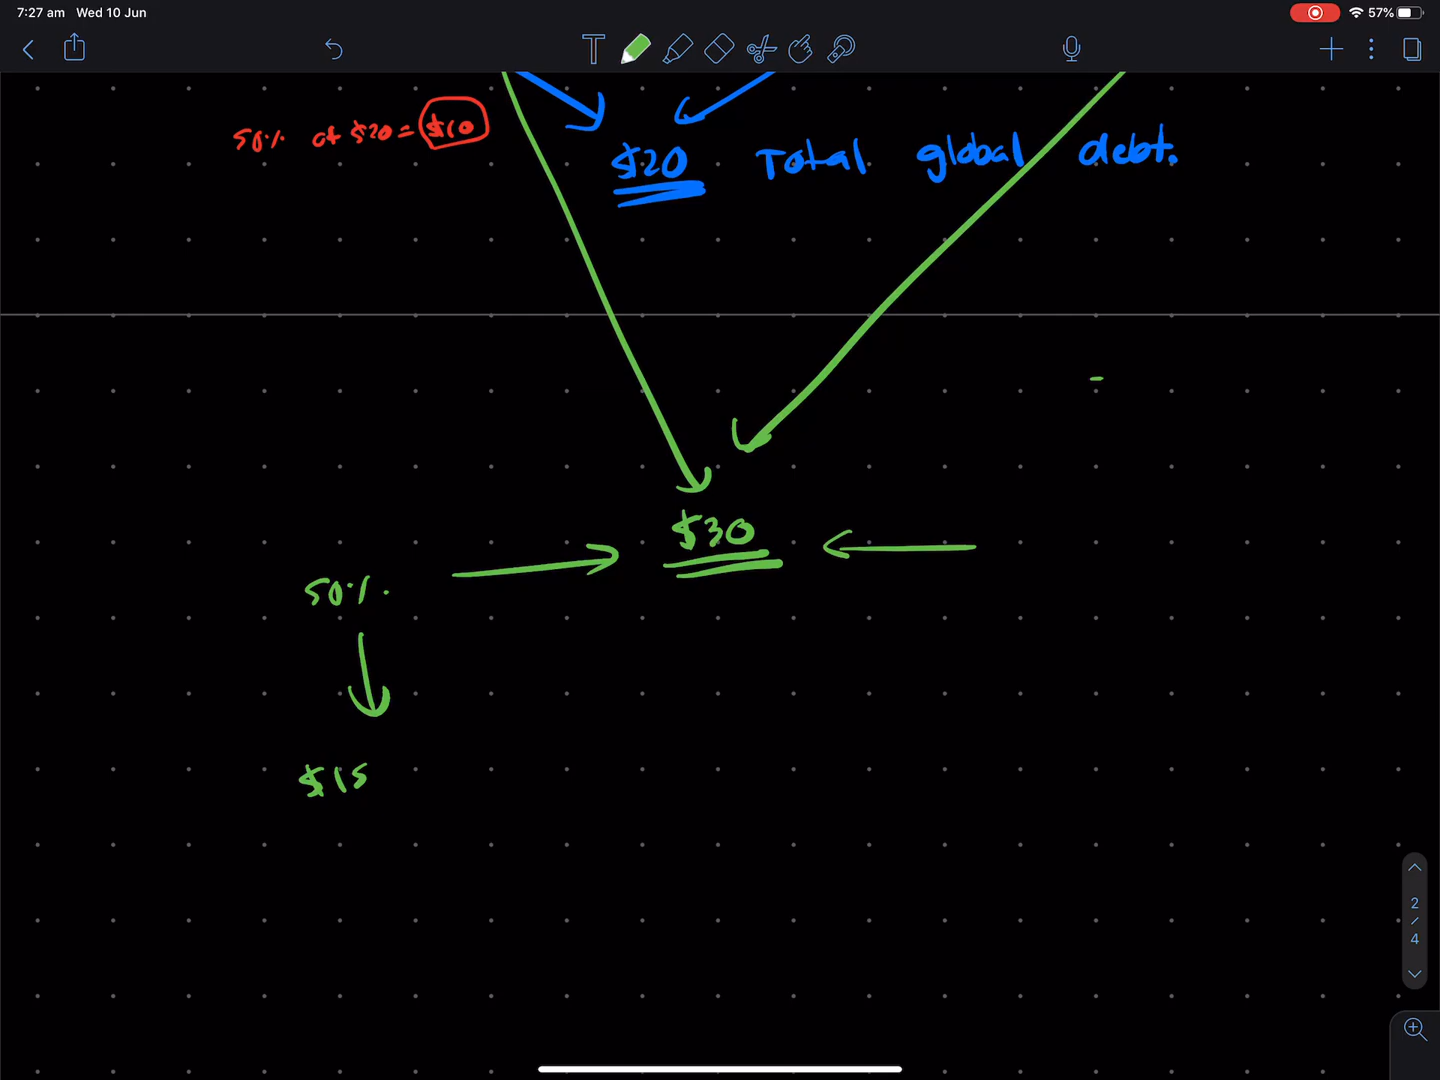 7:27 am Wed 10 Jun
57%
50% of $20 = $10
$20 Total global debt.
$30
50%.
$15
2
/
4